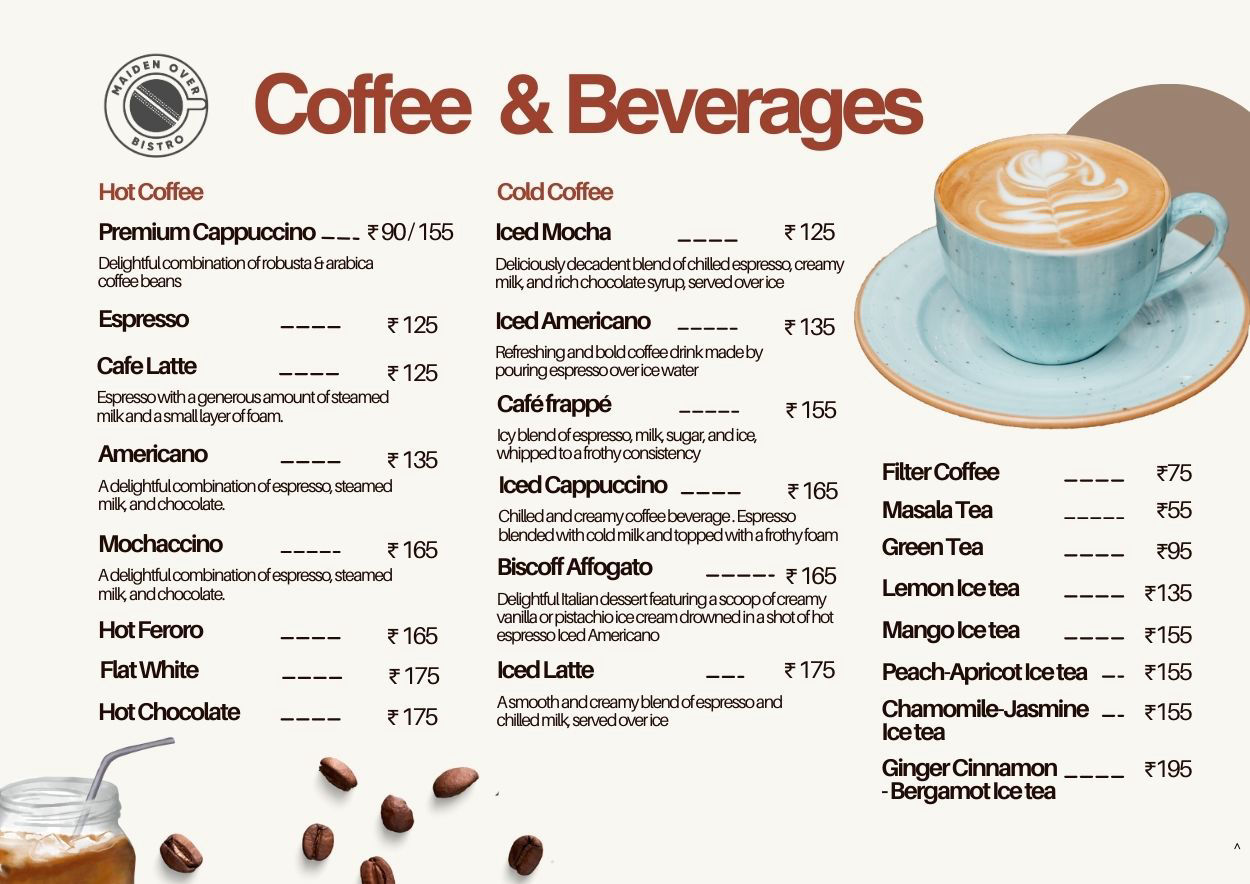 MAIDEN OVER
BISTRO
Coffee & Beverages
Hot Coffee
Premium Cappuccino ---- ₹ 90 / 155
Delightful combination of robusta & arabica
coffee beans
Espresso ---- ₹ 125
Cafe Latte ---- ₹ 125
Espresso with a generous amount of steamed
milk and a small layer of foam.
Americano ---- ₹ 135
A delightful combination of espresso, steamed
milk, and chocolate.
Mochaccino ----- ₹ 165
A delightful combination of espresso, steamed
milk, and chocolate.
Hot Feroro ---- ₹ 165
Flat White ---- ₹ 175
Hot Chocolate ---- ₹ 175
Cold Coffee
Iced Mocha ---- ₹ 125
Deliciously decadent blend of chilled espresso, creamy
milk, and rich chocolate syrup, served over ice
Iced Americano ----- ₹ 135
Refreshing and bold coffee drink made by
pouring espresso over ice water
Café frappé ----- ₹ 155
Icy blend of espresso, milk, sugar, and ice,
whipped to a frothy consistency
Iced Cappuccino ---- ₹ 165
Chilled and creamy coffee beverage . Espresso
blended with cold milk and topped with a frothy foam
Biscoff Affogato ----- ₹ 165
Delightful Italian dessert featuring a scoop of creamy
vanilla or pistachio ice cream drowned in a shot of hot
espresso Iced Americano
Iced Latte --- ₹ 175
A smooth and creamy blend of espresso and
chilled milk, served over ice
Filter Coffee ---- ₹75
Masala Tea ----- ₹55
Green Tea ---- ₹95
Lemon Ice tea ---- ₹135
Mango Ice tea ---- ₹155
Peach-Apricot Ice tea -- ₹155
Chamomile-Jasmine -- ₹155
Ice tea
Ginger Cinnamon ---- ₹195
- Bergamot Ice tea
^